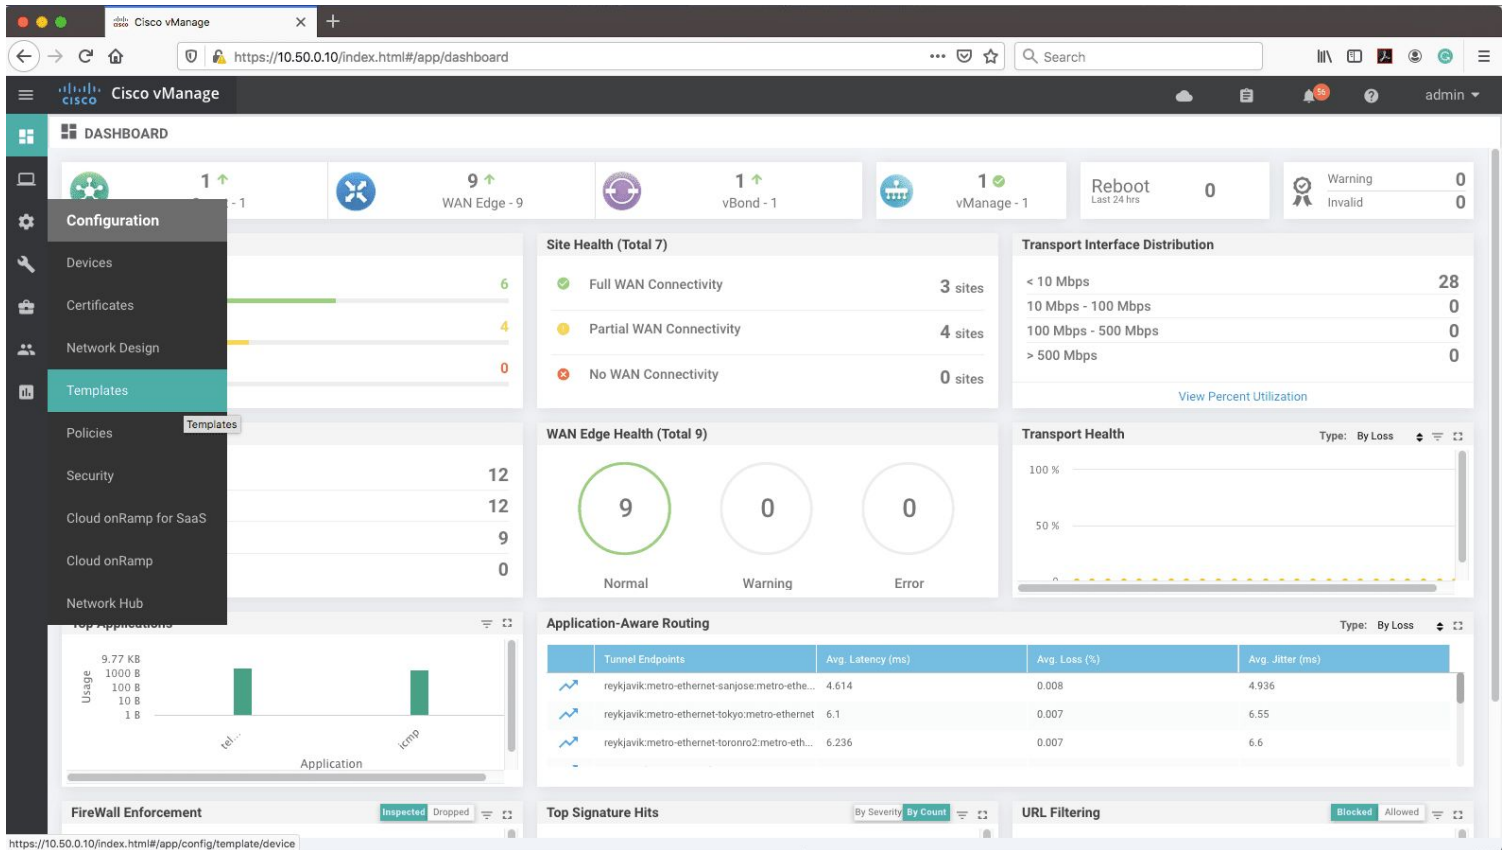 Cisco vManage
https://10.50.0.10/index.html#/app/dashboard
Search
CISCO
Cisco vManage
56
admin
DASHBOARD
1
- 1
9
WAN Edge - 9
1
vBond - 1
1
vManage - 1
Reboot
Last 24 hrs
0
Warning 0
Invalid 0
Configuration
Devices
Certificates
Network Design
Templates
Templates
Policies
Security
Cloud onRamp for SaaS
Cloud onRamp
Network Hub
6
4
0
Site Health (Total 7)
Full WAN Connectivity 3 sites
Partial WAN Connectivity 4 sites
No WAN Connectivity 0 sites
Transport Interface Distribution
< 10 Mbps 28
10 Mbps - 100 Mbps 0
100 Mbps - 500 Mbps 0
> 500 Mbps 0
View Percent Utilization
12
12
9
0
WAN Edge Health (Total 9)
9 0 0
Normal Warning Error
Transport Health
Type: By Loss
100 %
50 %
0
Top Applications
9.77 KB
1000 B
100 B
10 B
1 B
Usage
tel... icmp
Application
Application-Aware Routing
Type: By Loss
Tunnel Endpoints Avg. Latency (ms) Avg. Loss (%) Avg. Jitter (ms)
reykjavik:metro-ethernet-sanjose:metro-ethe... 4.614 0.008 4.936
reykjavik:metro-ethernet-tokyo:metro-ethernet 6.1 0.007 6.55
reykjavik:metro-ethernet-toronro2:metro-eth... 6.236 0.007 6.6
FireWall Enforcement Inspected Dropped
Top Signature Hits By Severity By Count
URL Filtering Blocked Allowed
https://10.50.0.10/index.html#/app/config/template/device